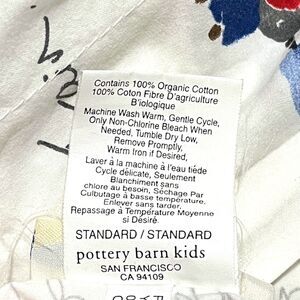 Contains 100% Organic Cotton
100% Coton Fibre D'agriculture
B'iologique
Machine Wash Warm, Gentle Cycle,
Only Non-Chlorine Bleach When
Needed, Tumble Dry Low,
Remove Promptly,
Warm Iron if Desired,
Laver à la machine à l'eau tiède
Cycle délicate, Seulement
Blanchiment sans
chlore au besoin, Séchage Par
Culbutage à basse température.
Enlever sans tarder.
Repassage à Température Moyenne
si Désiré.
STANDARD / STANDARD
pottery barn kids
SAN FRANCISCO
CA 94109